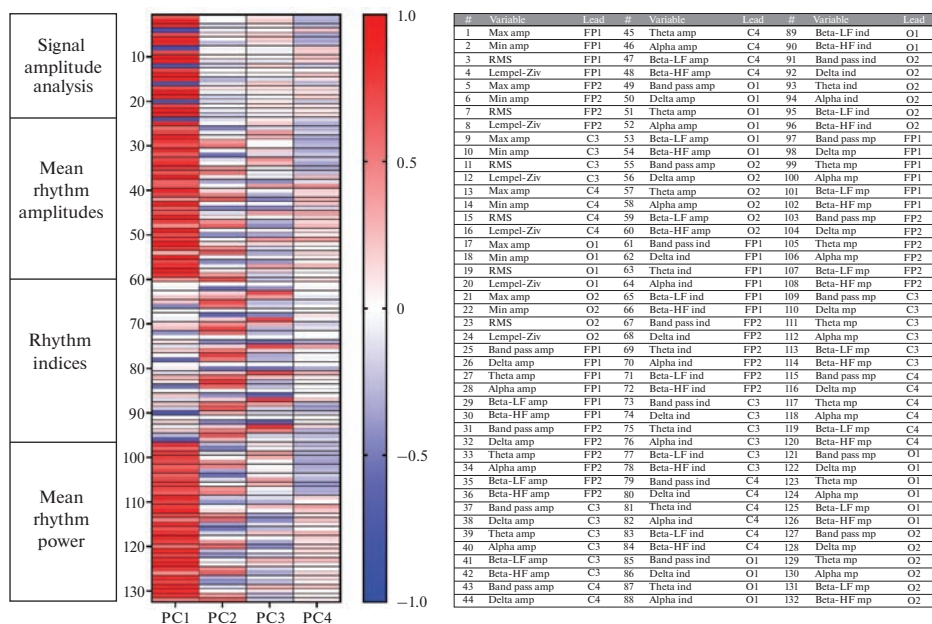 Signal
amplitude
analysis
Mean
rhythm
amplitudes
Rhythm
indices
Mean
rhythm
power
10
20
30
40
50
60
70
80
90
100
110
120
130
PC1 PC2 PC3 PC4
1.0
0.5
0
−0.5
−1.0
# Variable Lead # Variable Lead # Variable Lead
1 Max amp FP1 45 Theta amp C4 89 Beta-LF ind O1
2 Min amp FP1 46 Alpha amp C4 90 Beta-HF ind O1
3 RMS FP1 47 Beta-LF amp C4 91 Band pass ind O2
4 Lempel-Ziv FP1 48 Beta-HF amp C4 92 Delta ind O2
5 Max amp FP2 49 Band pass amp O1 93 Theta ind O2
6 Min amp FP2 50 Delta amp O1 94 Alpha ind O2
7 RMS FP2 51 Theta amp O1 95 Beta-LF ind O2
8 Lempel-Ziv FP2 52 Alpha amp O1 96 Beta-HF ind O2
9 Max amp C3 53 Beta-LF amp O1 97 Band pass mp FP1
10 Min amp C3 54 Beta-HF amp O1 98 Delta mp FP1
11 RMS C3 55 Band pass amp O2 99 Theta mp FP1
12 Lempel-Ziv C3 56 Delta amp O2 100 Alpha mp FP1
13 Max amp C4 57 Theta amp O2 101 Beta-LF mp FP1
14 Min amp C4 58 Alpha amp O2 102 Beta-HF mp FP1
15 RMS C4 59 Beta-LF amp O2 103 Band pass mp FP2
16 Lempel-Ziv C4 60 Beta-HF amp O2 104 Delta mp FP2
17 Max amp O1 61 Band pass ind FP1 105 Theta mp FP2
18 Min amp O1 62 Delta ind FP1 106 Alpha mp FP2
19 RMS O1 63 Theta ind FP1 107 Beta-LF mp FP2
20 Lempel-Ziv O1 64 Alpha ind FP1 108 Beta-HF mp FP2
21 Max amp O2 65 Beta-LF ind FP1 109 Band pass mp C3
22 Min amp O2 66 Beta-HF ind FP1 110 Delta mp C3
23 RMS O2 67 Band pass ind FP2 111 Theta mp C3
24 Lempel-Ziv O2 68 Delta ind FP2 112 Alpha mp C3
25 Band pass amp FP1 69 Theta ind FP2 113 Beta-LF mp C3
26 Delta amp FP1 70 Alpha ind FP2 114 Beta-HF mp C3
27 Theta amp FP1 71 Beta-LF ind FP2 115 Band pass mp C4
28 Alpha amp FP1 72 Beta-HF ind FP2 116 Delta mp C4
29 Beta-LF amp FP1 73 Band pass ind C3 117 Theta mp C4
30 Beta-HF amp FP1 74 Delta ind C3 118 Alpha mp C4
31 Band pass amp FP2 75 Theta ind C3 119 Beta-LF mp C4
32 Delta amp FP2 76 Alpha ind C3 120 Beta-HF mp C4
33 Theta amp FP2 77 Beta-LF ind C3 121 Band pass mp O1
34 Alpha amp FP2 78 Beta-HF ind C3 122 Delta mp O1
35 Beta-LF amp FP2 79 Band pass ind C4 123 Theta mp O1
36 Beta-HF amp FP2 80 Delta ind C4 124 Alpha mp O1
37 Band pass amp C3 81 Theta ind C4 125 Beta-LF mp O1
38 Delta amp C3 82 Alpha ind C4 126 Beta-HF mp O1
39 Theta amp C3 83 Beta-LF ind C4 127 Band pass mp O2
40 Alpha amp C3 84 Beta-HF ind C4 128 Delta mp O2
41 Beta-LF amp C3 85 Band pass ind O1 129 Theta mp O2
42 Beta-HF amp C3 86 Delta ind O1 130 Alpha mp O2
43 Band pass amp C4 87 Theta ind O1 131 Beta-LF mp O2
44 Delta amp C4 88 Alpha ind O1 132 Beta-HF mp O2